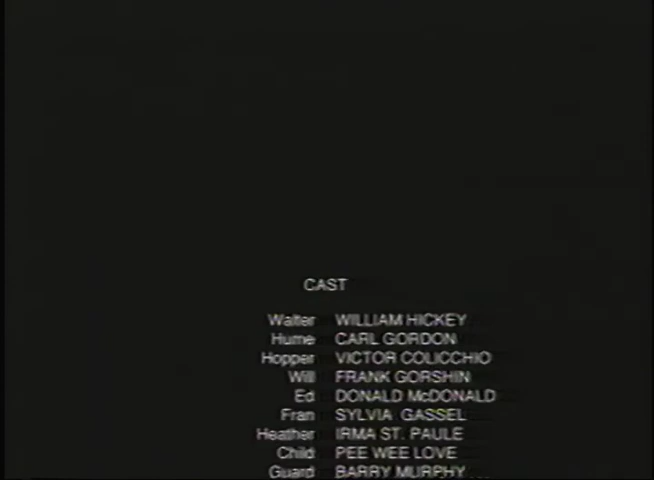 CAST
Walter WILLIAM HICKEY
Hume CARL GORDON
Hopper VICTOR COLICCHIO
Will FRANK GORSHIN
Ed DONALD McDONALD
Fran SYLVIA GASSEL
Heather IRMA ST. PAULE
Child PEE WEE LOVE
Guard BARRY MURPHY